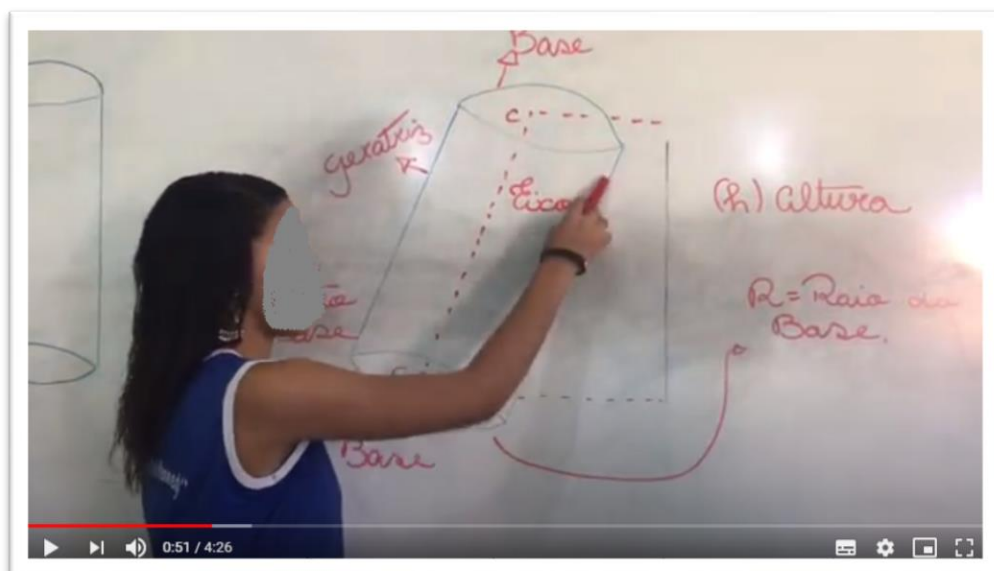 Base
C
geratriz
Eixo
(h) Altura
R = Raio da
Base.
Base
0:51 / 4:26